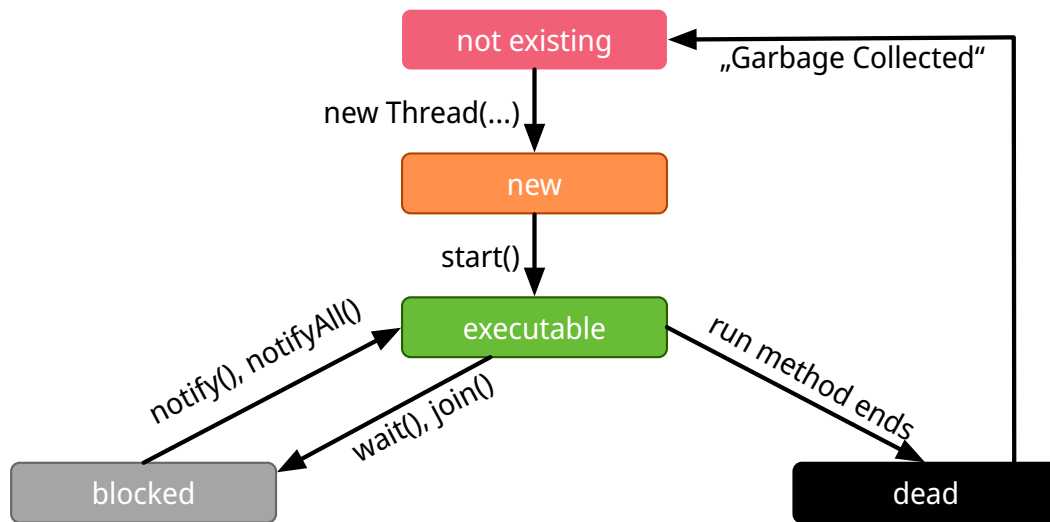 not existing
„Garbage Collected“
new Thread(...)
new
start()
executable
notify(), notifyAll()
wait(), join()
run method ends
blocked
dead